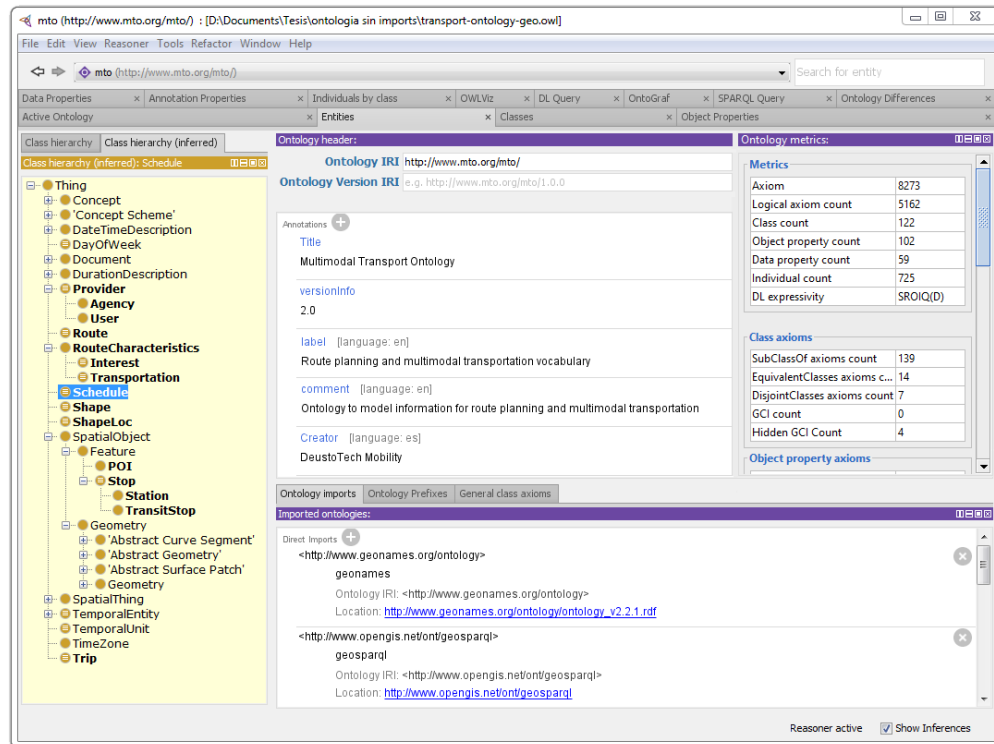 mto (http://www.mto.org/mto/) : [D:\Documents\Tesis\ontologia sin imports\transport-ontology-geo.owl]
File Edit View Reasoner Tools Refactor Window Help
mto (http://www.mto.org/mto/)
Search for entity
Data Properties × Annotation Properties × Individuals by class × OWLViz × DL Query × OntoGraf × SPARQL Query × Ontology Differences ×
Active Ontology × Entities × Classes × Object Properties ×
Class hierarchy Class hierarchy (inferred)
Class hierarchy (inferred): Schedule
Thing
Concept
'Concept Scheme'
DateTimeDescription
DayOfWeek
Document
DurationDescription
Provider
Agency
User
Route
RouteCharacteristics
Interest
Transportation
Schedule
Shape
ShapeLoc
SpatialObject
Feature
POI
Stop
Station
TransitStop
Geometry
'Abstract Curve Segment'
'Abstract Geometry'
'Abstract Surface Patch'
Geometry
SpatialThing
TemporalEntity
TemporalUnit
TimeZone
Trip
Ontology header:
Ontology IRI http://www.mto.org/mto/
Ontology Version IRI e.g. http://www.mto.org/mto/1.0.0
Annotations
Title
Multimodal Transport Ontology
versionInfo
2.0
label [language: en]
Route planning and multimodal transportation vocabulary
comment [language: en]
Ontology to model information for route planning and multimodal transportation
Creator [language: es]
DeustoTech Mobility
Ontology metrics:
Metrics
Axiom 8273
Logical axiom count 5162
Class count 122
Object property count 102
Data property count 59
Individual count 725
DL expressivity SROIQ(D)
Class axioms
SubClassOf axioms count 139
EquivalentClasses axioms c... 14
DisjointClasses axioms count 7
GCI count 0
Hidden GCI Count 4
Object property axioms
Ontology imports Ontology Prefixes General class axioms
Imported ontologies:
Direct Imports
<http://www.geonames.org/ontology>
geonames
Ontology IRI: <http://www.geonames.org/ontology>
Location: http://www.geonames.org/ontology/ontology_v2.2.1.rdf
<http://www.opengis.net/ont/geosparql>
geosparql
Ontology IRI: <http://www.opengis.net/ont/geosparql>
Location: http://www.opengis.net/ont/geosparql
Reasoner active Show Inferences